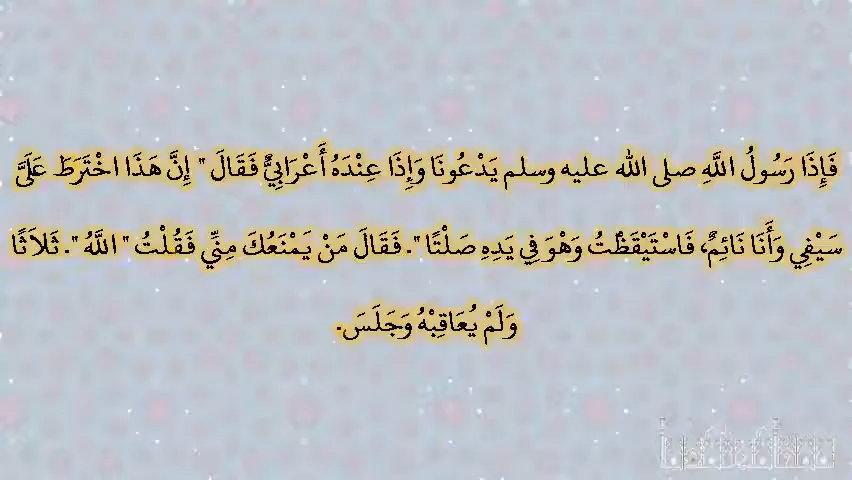 فَإِذَا رَسُولُ اللَّهِ صلى الله عليه وسلم يَدْعُونَا وَإِذَا عِنْدَهُ أَعْرَابِيٌّ فَقَالَ " إِنَّ هَذَا اخْتَرَطَ عَلَىَّ
سَيْفِي وَأَنَا نَائِمٌ، فَاسْتَيْقَظْتُ وَهْوَ فِي يَدِهِ صَلْتًا ". فَقَالَ مَنْ يَمْنَعُكَ مِنِّي فَقُلْتُ " اللَّهُ ". ثَلاَثًا
وَلَمْ يُعَاقِبْهُ وَجَلَسَ.